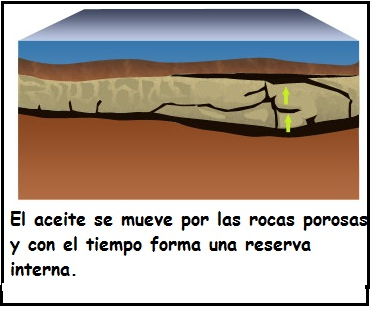 El aceite se mueve por las rocas porosas
y con el tiempo forma una reserva
interna.